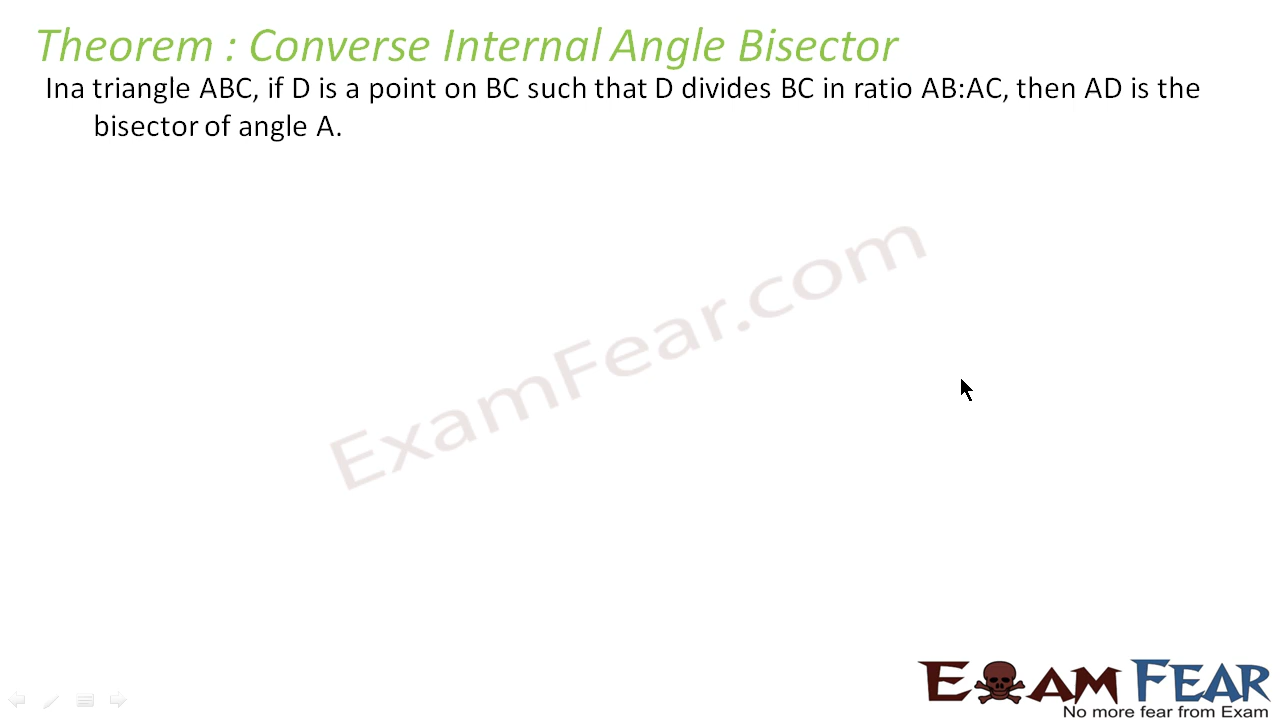 Theorem : Converse Internal Angle Bisector
Ina triangle ABC, if D is a point on BC such that D divides BC in ratio AB:AC, then AD is the
bisector of angle A.
ExamFear.com
EXAM FEAR
No more fear from Exam